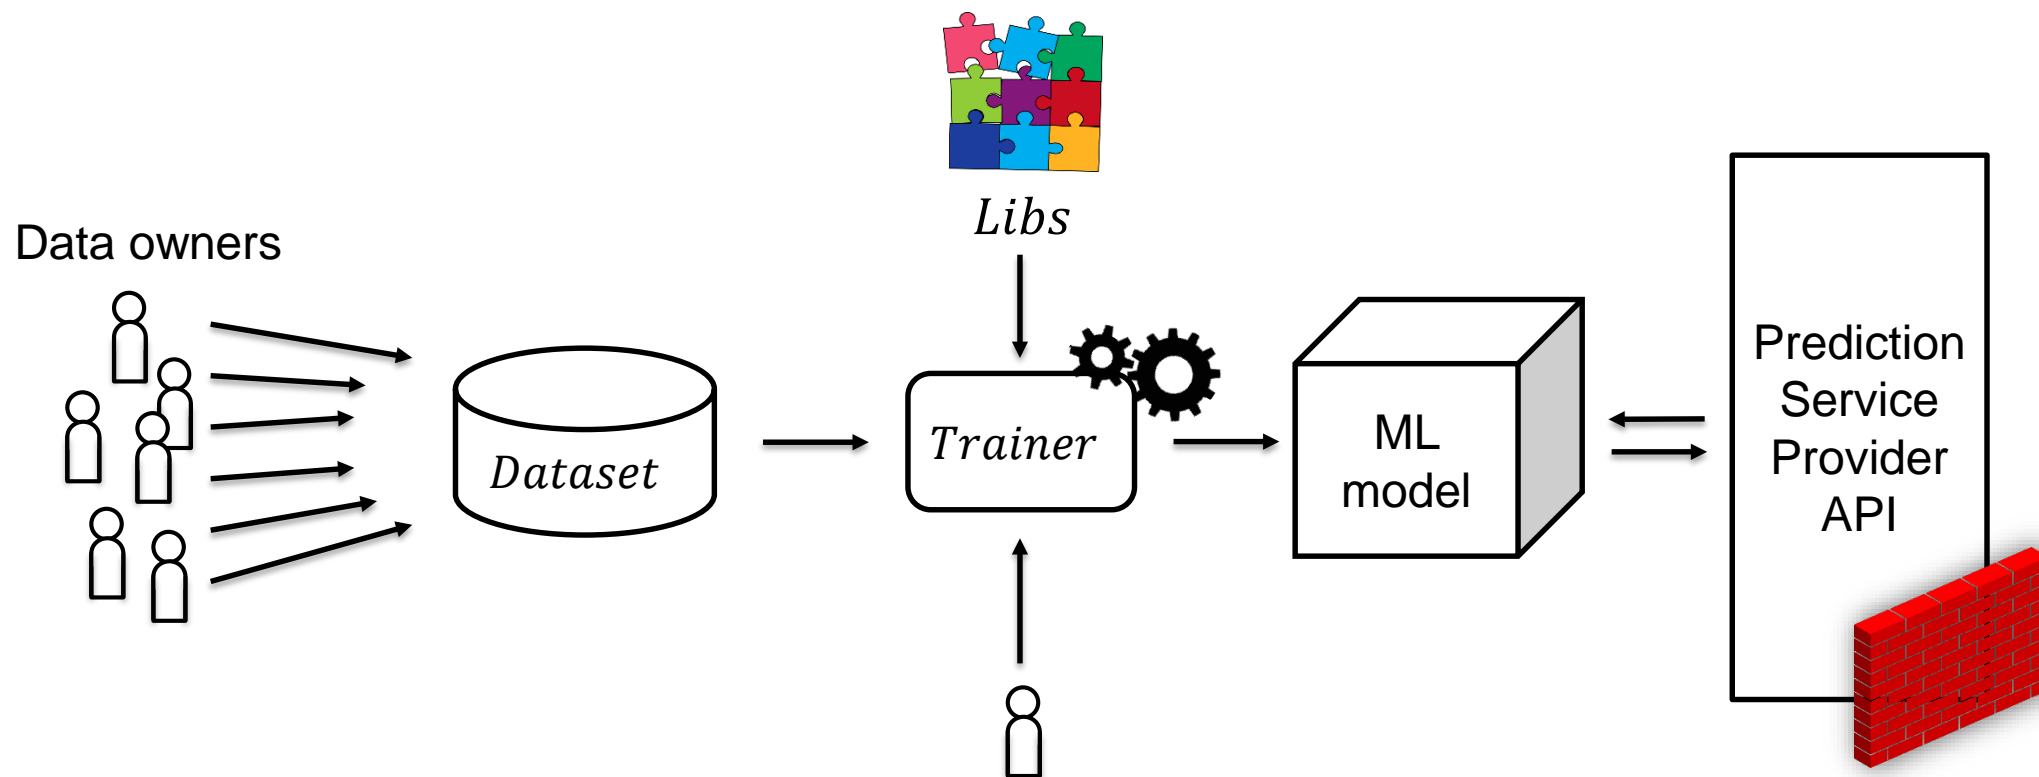 Libs
Data owners
Dataset
Trainer
ML
model
Prediction
Service
Provider
API